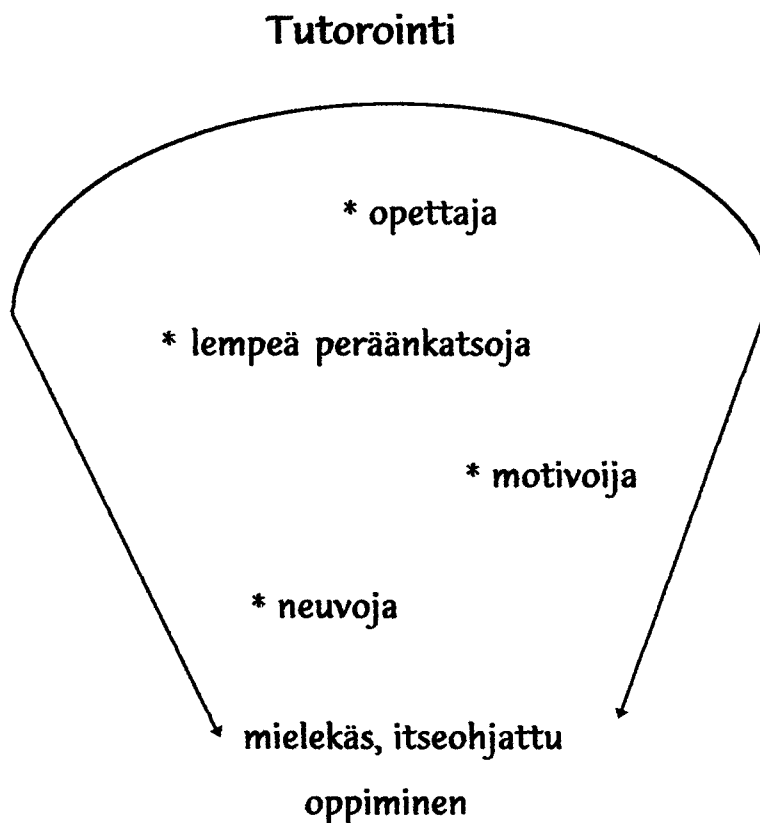 Tutorointi
* opettaja
* lempeä peräänkatsoja
* motivoija
* neuvoja
mielekäs, itseohjattu
oppiminen